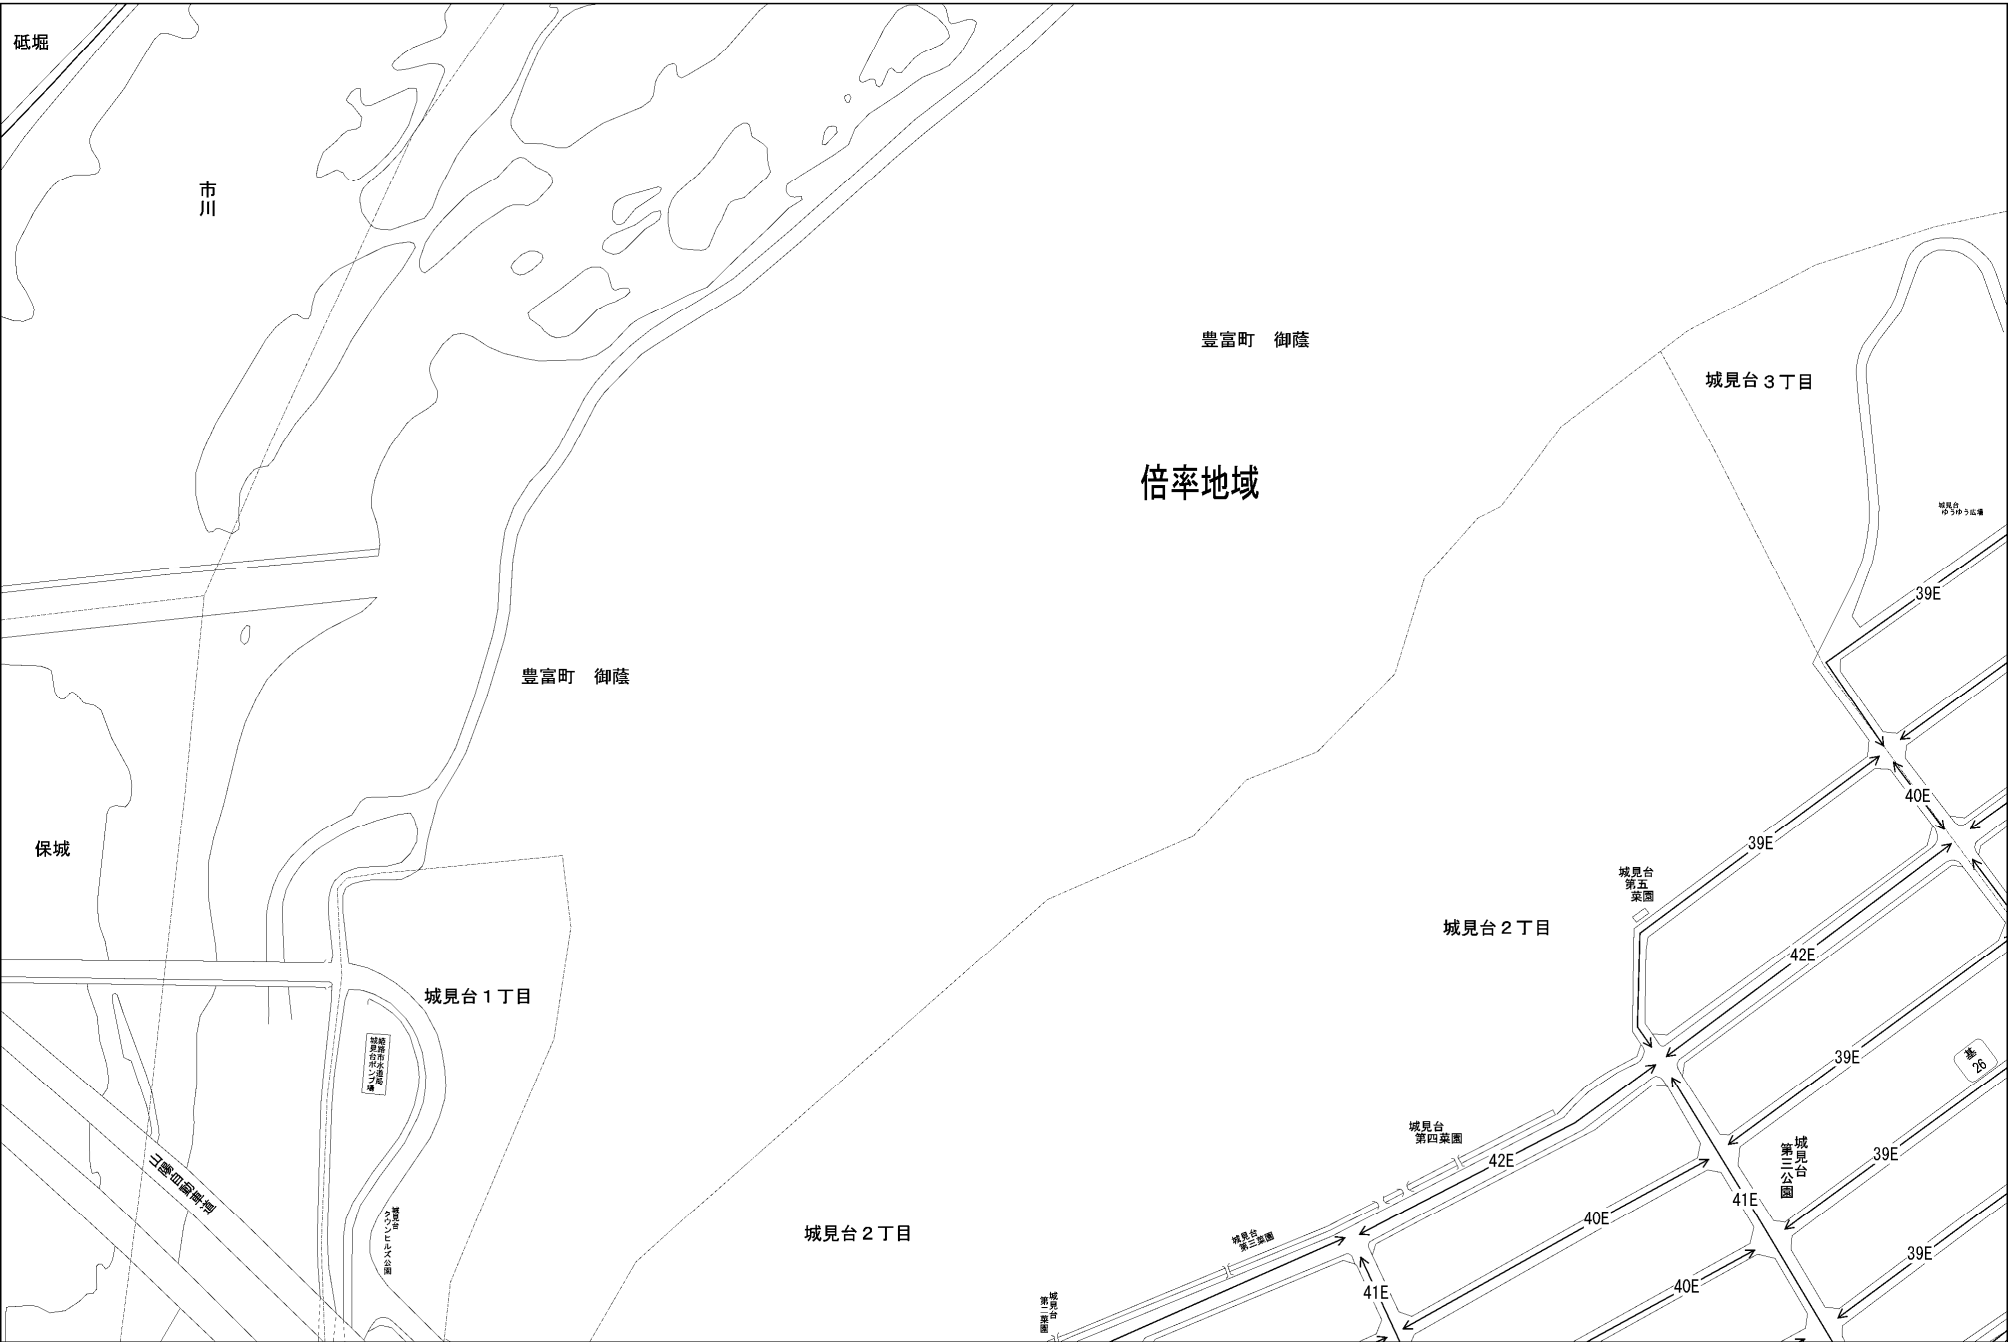 砥堀
市川
豊富町　御蔭
城見台３丁目
倍率地域
城見台
ゆうゆう広場
39E
豊富町　御蔭
40E
39E
保城
城見台
第五
菜園
城見台２丁目
42E
城見台１丁目
姫路市水道局
城見台ポンプ場
39E
基
26
城見台
第四菜園
42E
39E
城見台
第三公園
山陽自動車道
41E
城見台
タウンヒルズ公園
40E
城見台２丁目
城見台
第三菜園
39E
40E
41E
城見台
第二菜園